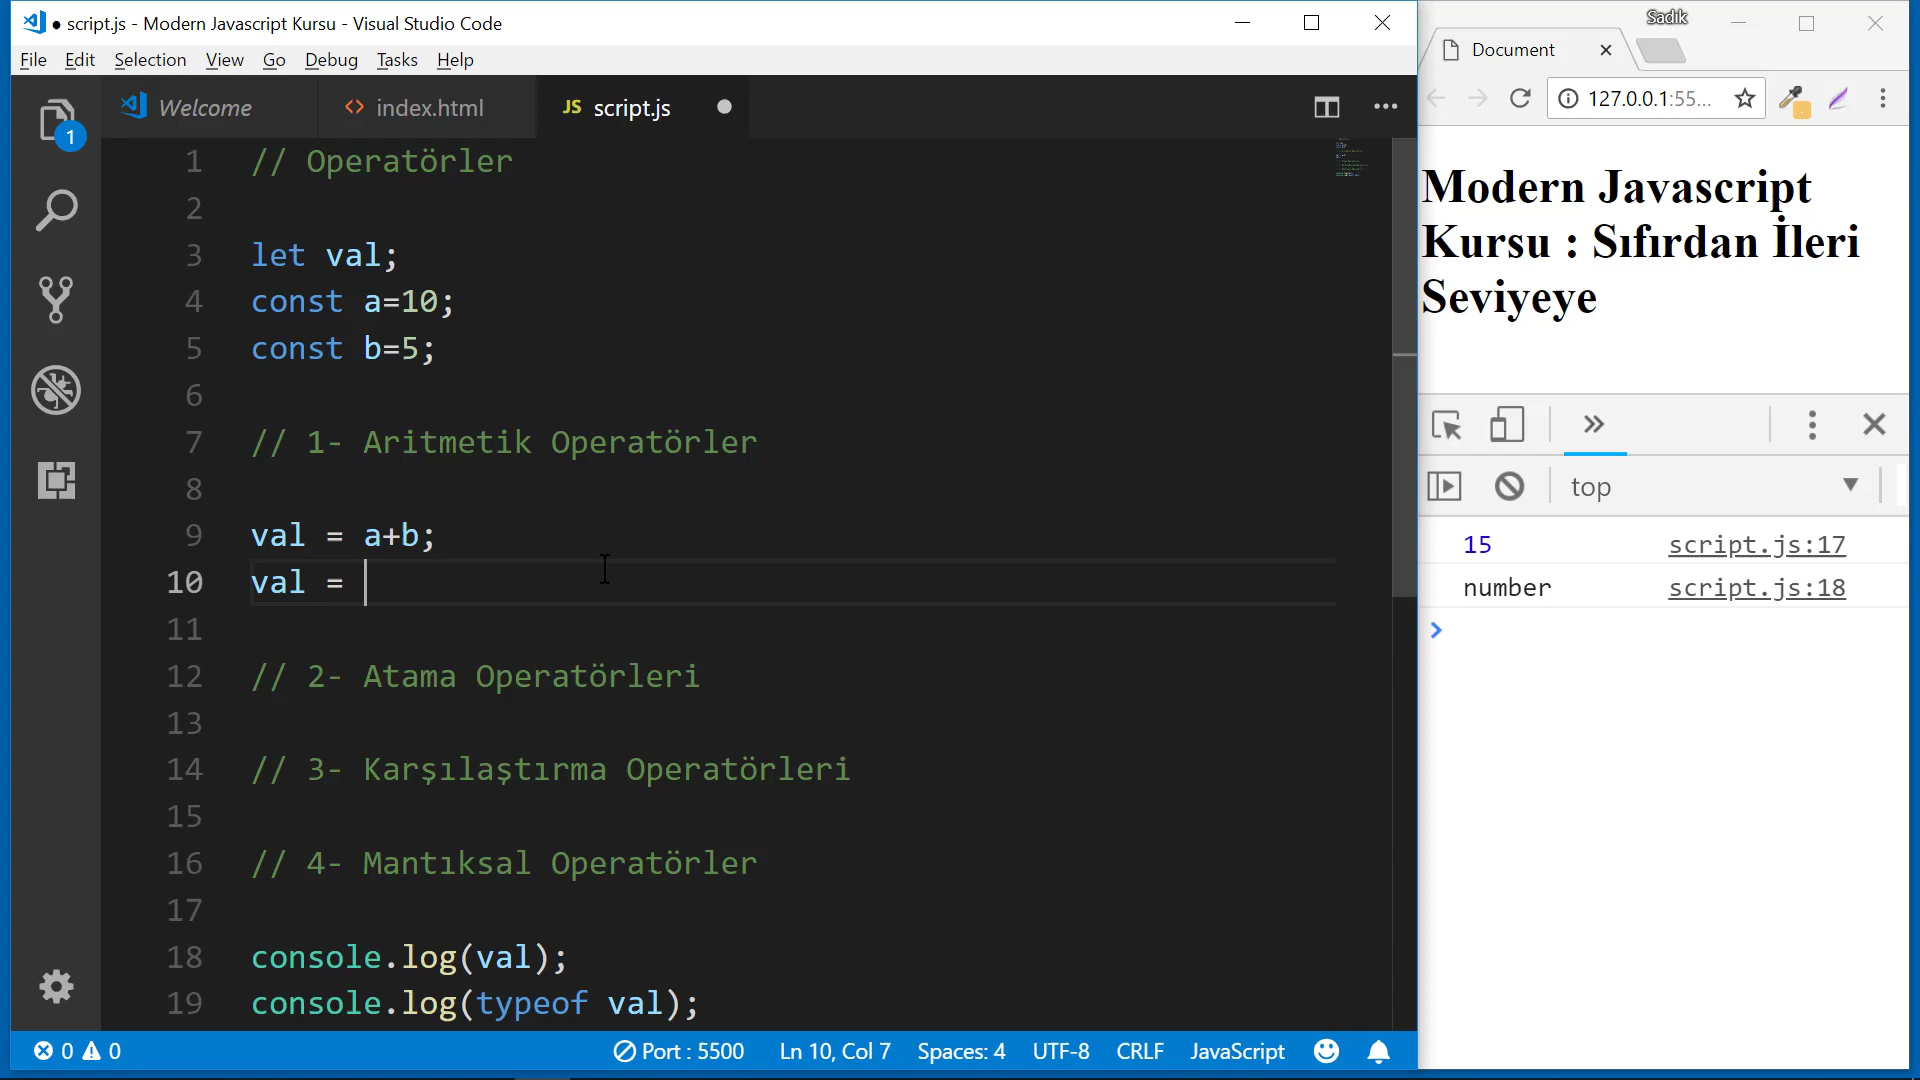 script.js - Modern Javascript Kursu - Visual Studio Code
File Edit Selection View Go Debug Tasks Help
Welcome
index.html
JS script.js
1
1 // Operatörler
2
3 let val;
4 const a=10;
5 const b=5;
6
7 // 1- Aritmetik Operatörler
8
9 val = a+b;
10 val =
11
12 // 2- Atama Operatörleri
13
14 // 3- Karşılaştırma Operatörleri
15
16 // 4- Mantıksal Operatörler
17
18 console.log(val);
19 console.log(typeof val);
0 0 Port : 5500 Ln 10, Col 7 Spaces: 4 UTF-8 CRLF JavaScript
Sadik
Document
127.0.0.1:55...
Modern Javascript
Kursu : Sıfırdan İleri
Seviyeye
top
15 script.js:17
number script.js:18